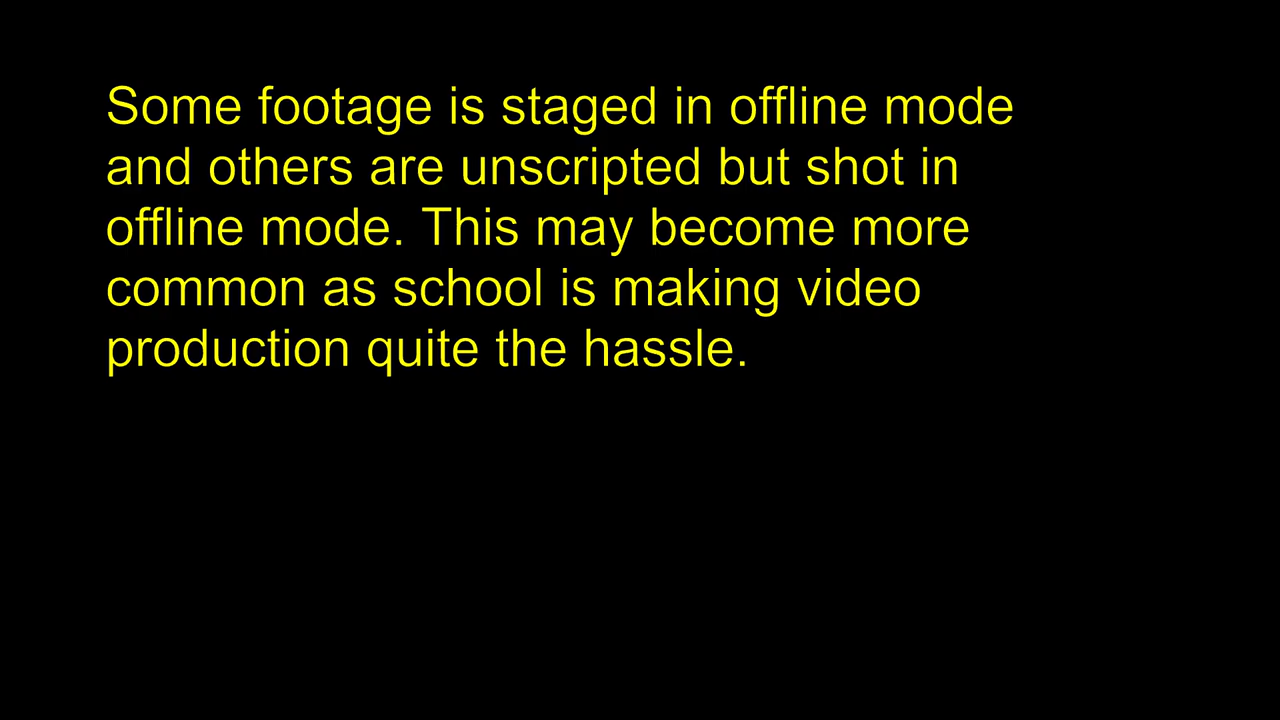 Some footage is staged in offline mode
and others are unscripted but shot in
offline mode. This may become more
common as school is making video
production quite the hassle.